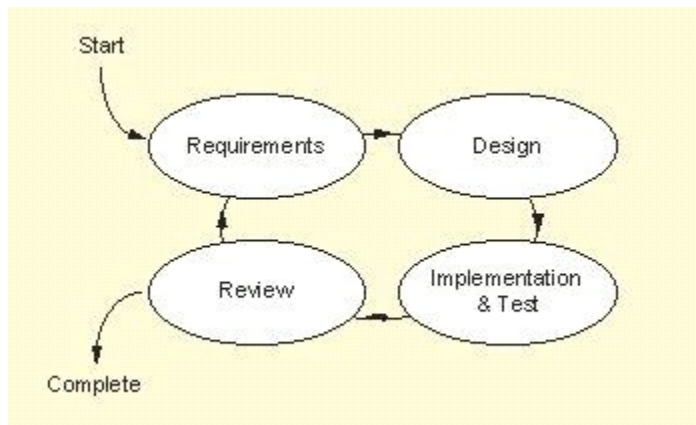 Start
Requirements
Design
Review
Implementation
& Test
Complete